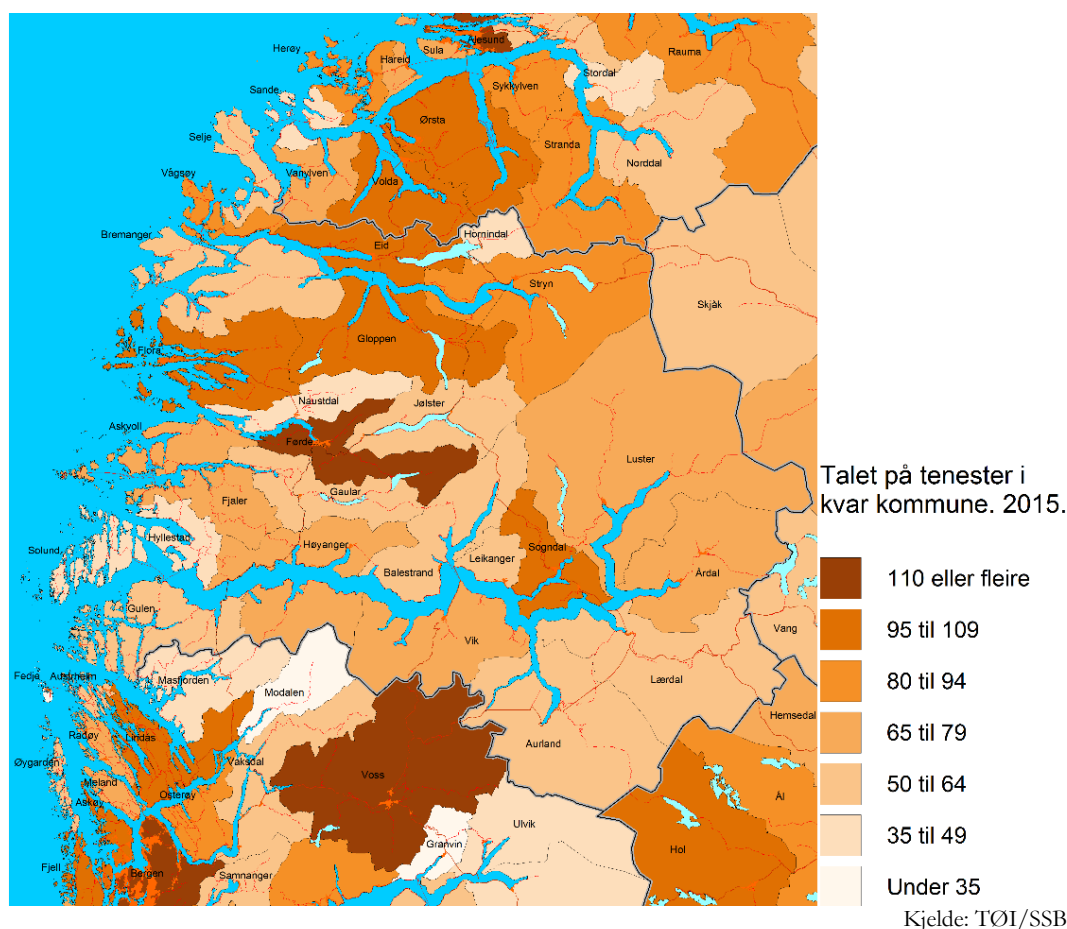 Ålesund
Herøy
Sula
Rauma
Hareid
Stordal
Sande
Sykkylven
Ørsta
Selje
Stranda
Norddal
Vågsøy
Vanylven
Volda
Bremanger
Hornindal
Eid
Stryn
Skjåk
Gloppen
Flora
Naustdal
Jølster
Askvoll
Førde
Luster
Gaular
Fjaler
Hyllestad
Høyanger
Sogndal
Solund
Leikanger
Balestrand
Årdal
Gulen
Vang
Vik
Fedje
Austrheim
Masfjorden
Lærdal
Modalen
Hemsedal
Radøy
Lindås
Aurland
Øygarden
Vaksdal
Meland
Voss
Osterøy
Ål
Askøy
Ulvik
Granvin
Hol
Fjell
Bergen
Samnanger
Talet på tenester i
kvar kommune. 2015.
110 eller fleire
95 til 109
80 til 94
65 til 79
50 til 64
35 til 49
Under 35
Kjelde: TØI/SSB